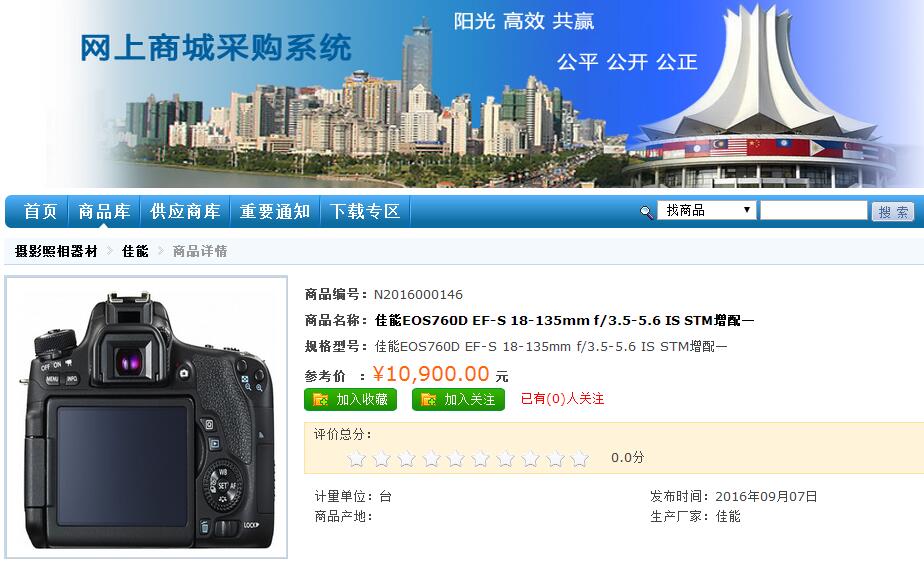 阳光 高效 共赢
网上商城采购系统
公平 公开 公正
首页 商品库 供应商库 重要通知 下载专区 找商品 搜 索
摄影照相器材 > 佳能 > 商品详情
商品编号：N2016000146
商品名称：佳能EOS760D EF-S 18-135mm f/3.5-5.6 IS STM增配一
规格型号：佳能EOS760D EF-S 18-135mm f/3.5-5.6 IS STM增配一
参考价 ：¥10,900.00 元
加入收藏 加入关注 已有(0)人关注
评价总分：
0.0分
计量单位：台 发布时间：2016年09月07日
商品产地： 生产厂家：佳能
OFF ON
MENU INFO.
WB
SET AF
LOCK▶